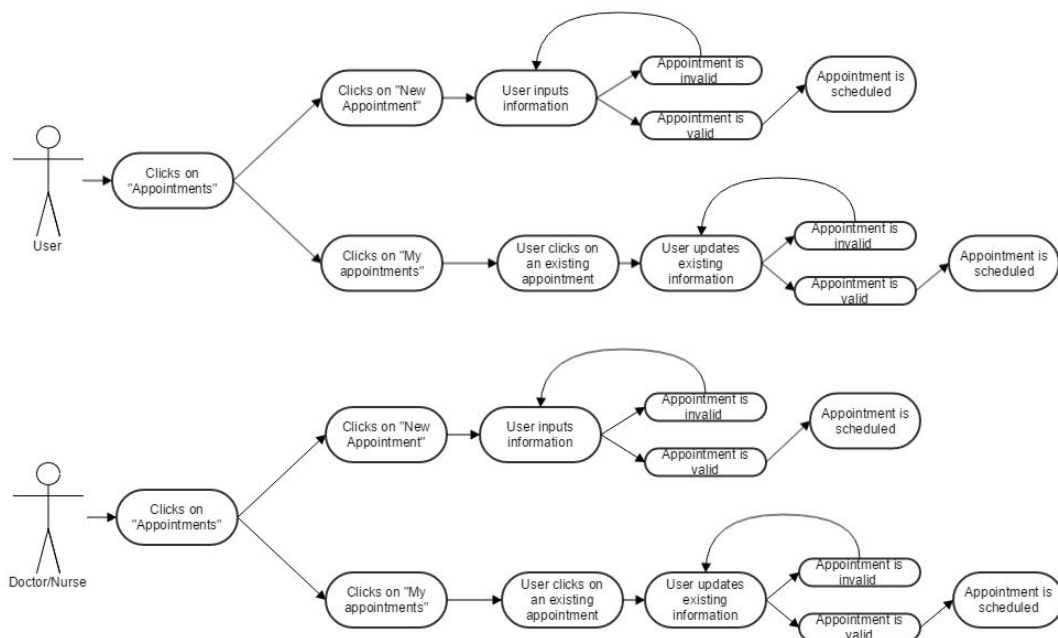 Appointment is
invalid
Appointment is
scheduled
Clicks on "New
Appointment"
User inputs
information
Appointment is
valid
Clicks on
"Appointments"
User
Clicks on "My
appointments"
User clicks on
an existing
appointment
User updates
existing
information
Appointment is
invalid
Appointment is
valid
Appointment is
scheduled
Appointment is
invalid
Appointment is
scheduled
Clicks on "New
Appointment"
User inputs
information
Appointment is
valid
Clicks on
"Appointments"
Doctor/Nurse
Clicks on "My
appointments"
User clicks on
an existing
appointment
User updates
existing
information
Appointment is
invalid
Appointment is
valid
Appointment is
scheduled